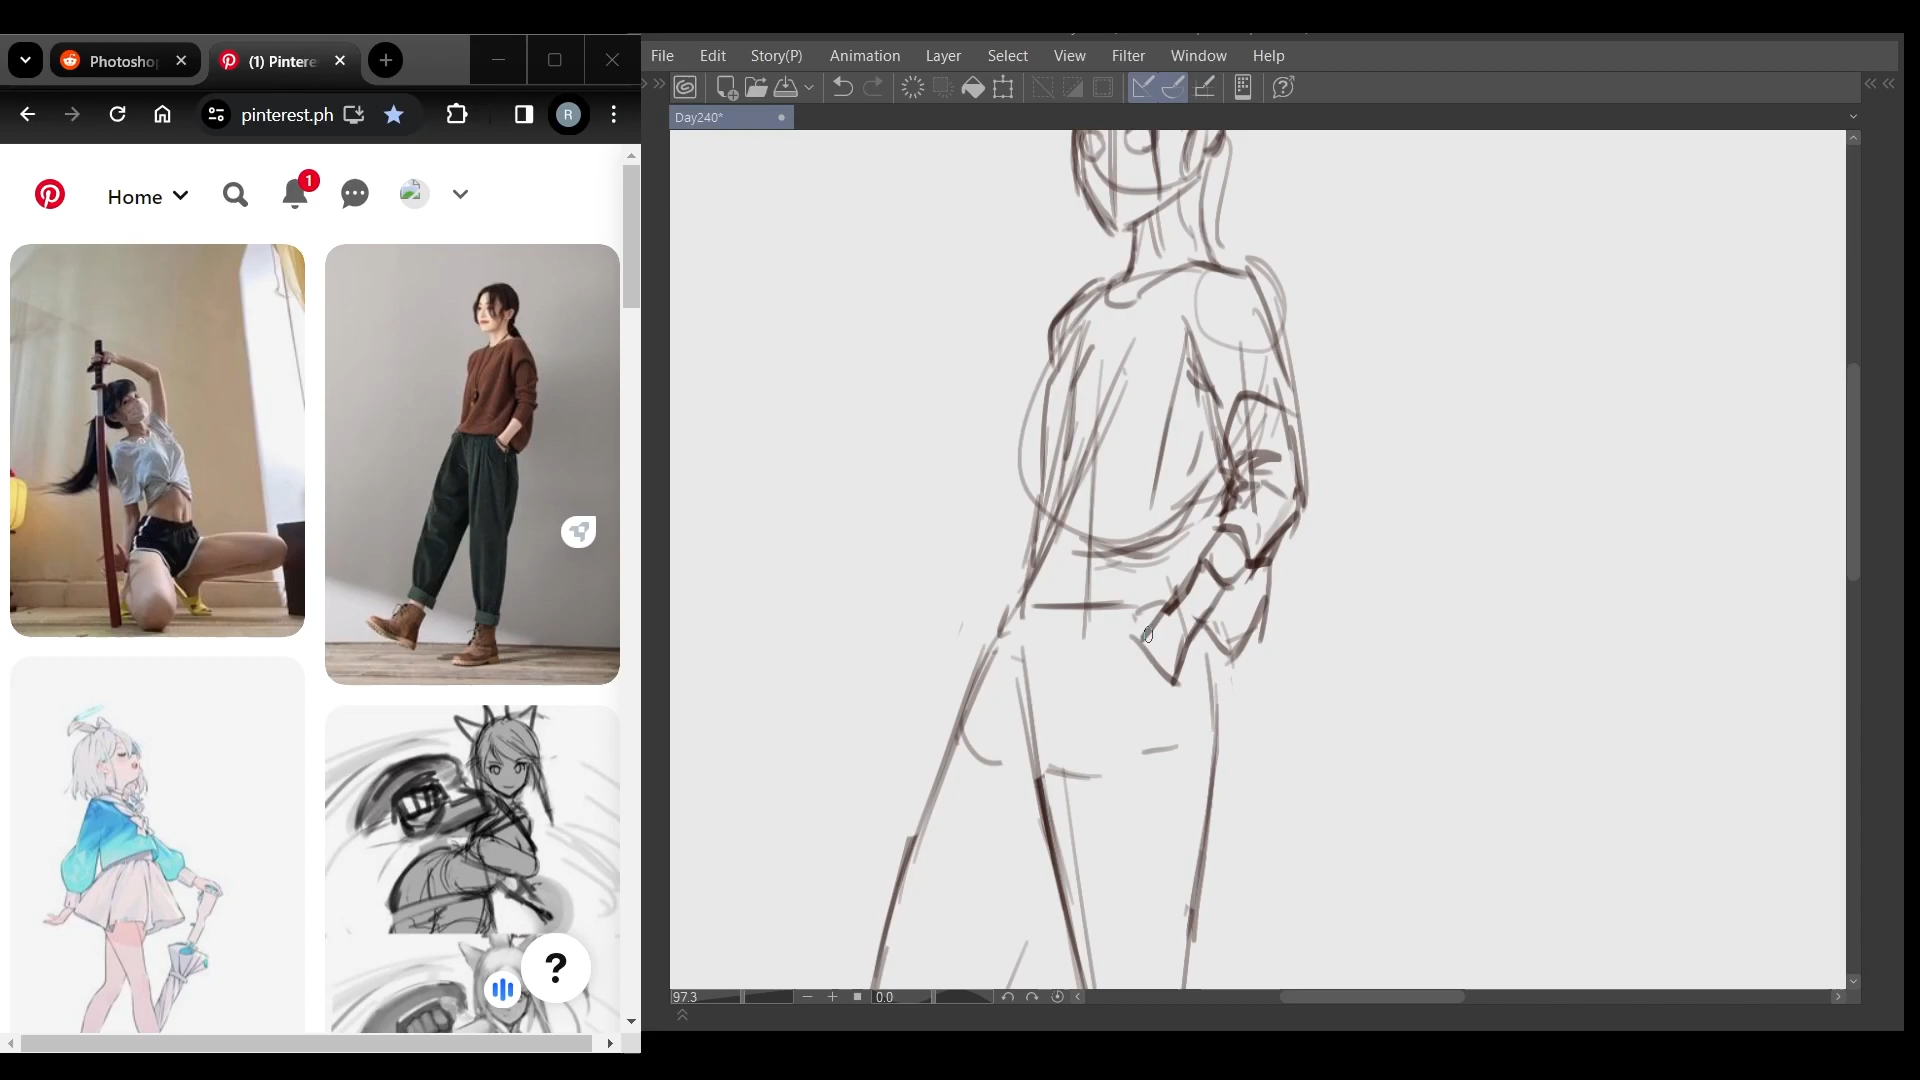 Photoshop
(1) Pintere
pinterest.ph
R
Home
1
?
File Edit Story(P) Animation Layer Select View Filter Window Help
Day240*
97.3
0.0